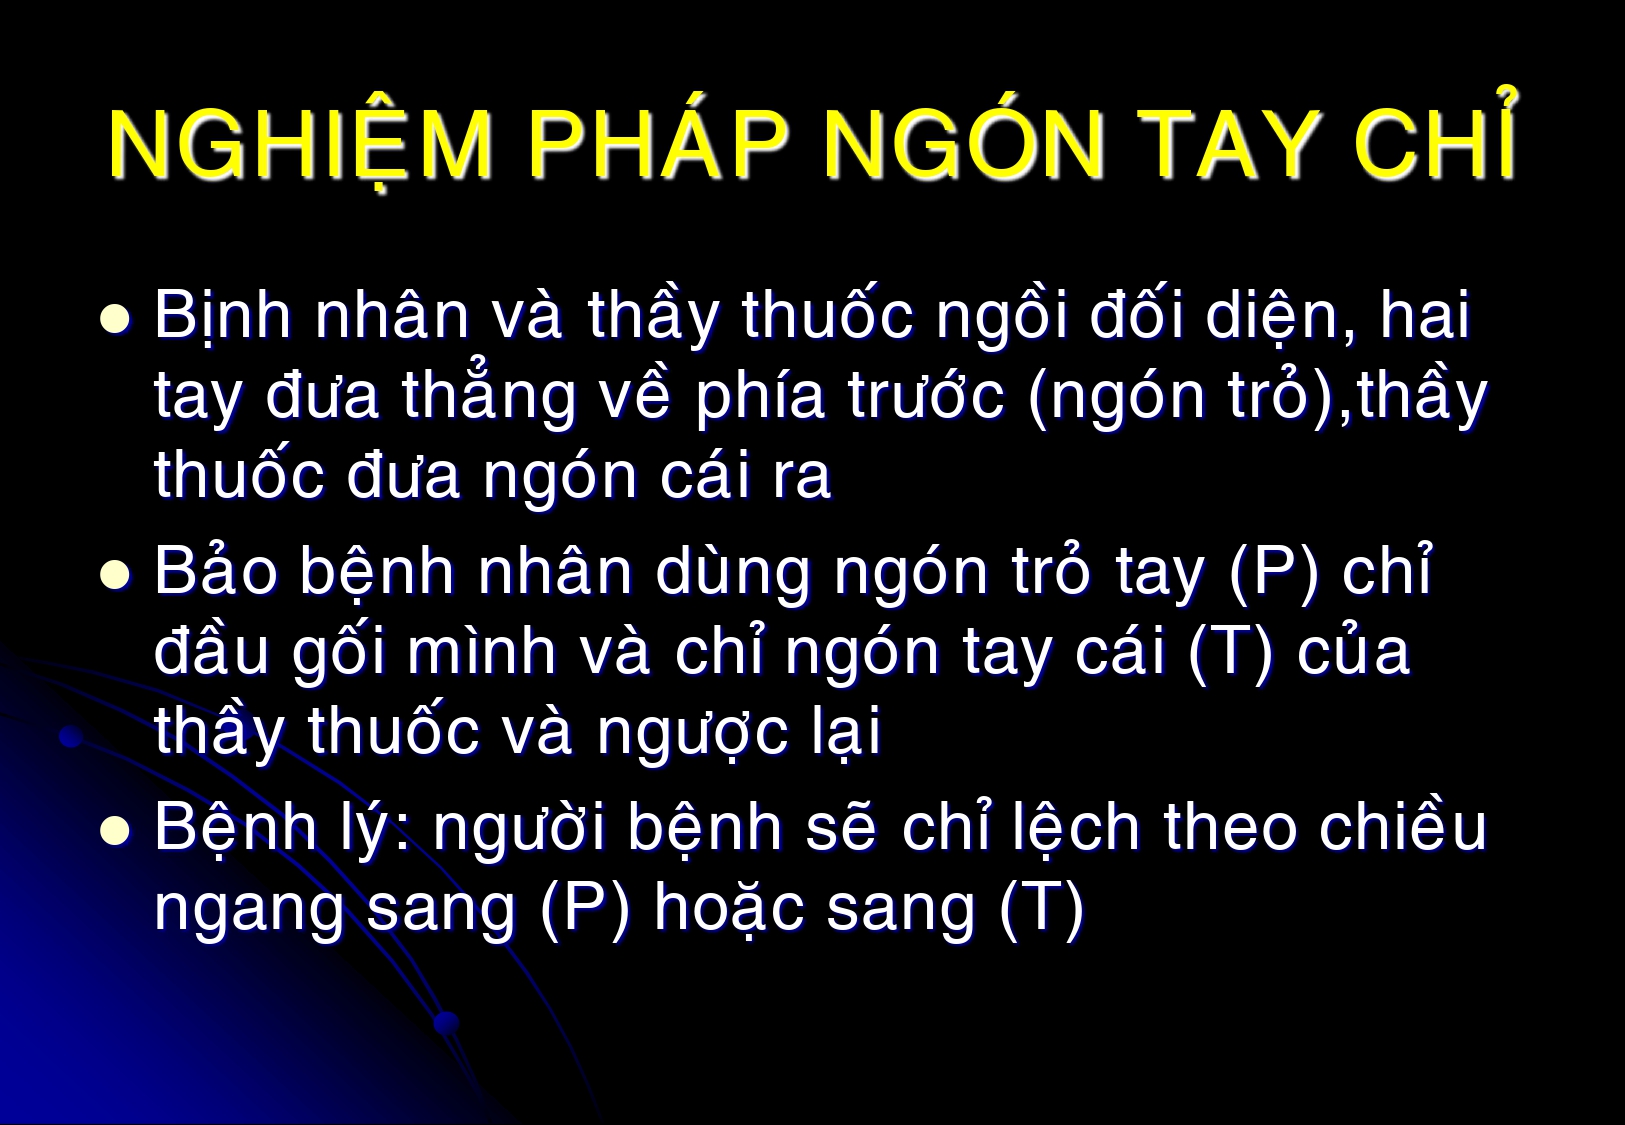 NGHIỆM PHÁP NGÓN TAY CHỈ
Bịnh nhân và thầy thuốc ngồi đối diện, hai
tay đưa thẳng về phía trước (ngón trỏ),thầy
thuốc đưa ngón cái ra
Bảo bệnh nhân dùng ngón trỏ tay (P) chỉ
đầu gối mình và chỉ ngón tay cái (T) của
thầy thuốc và ngược lại
Bệnh lý: người bệnh sẽ chỉ lệch theo chiều
ngang sang (P) hoặc sang (T)